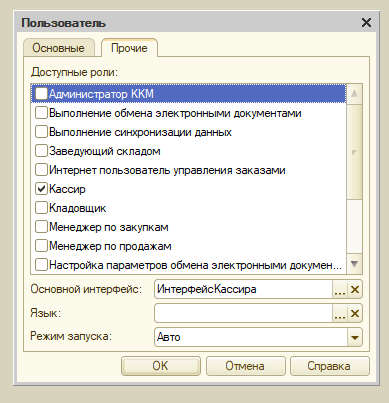 Пользователь
Основные Прочие
Доступные роли:
Администратор ККМ
Выполнение обмена электронными документами
Выполнение синхронизации данных
Заведующий складом
Интернет пользователь управления заказами
Кассир
Кладовщик
Менеджер по закупкам
Менеджер по продажам
Настройка параметров обмена электронными докумен...
Основной интерфейс: ИнтерфейсКассира ...
Язык: ...
Режим запуска: Авто
OK Отмена Справка